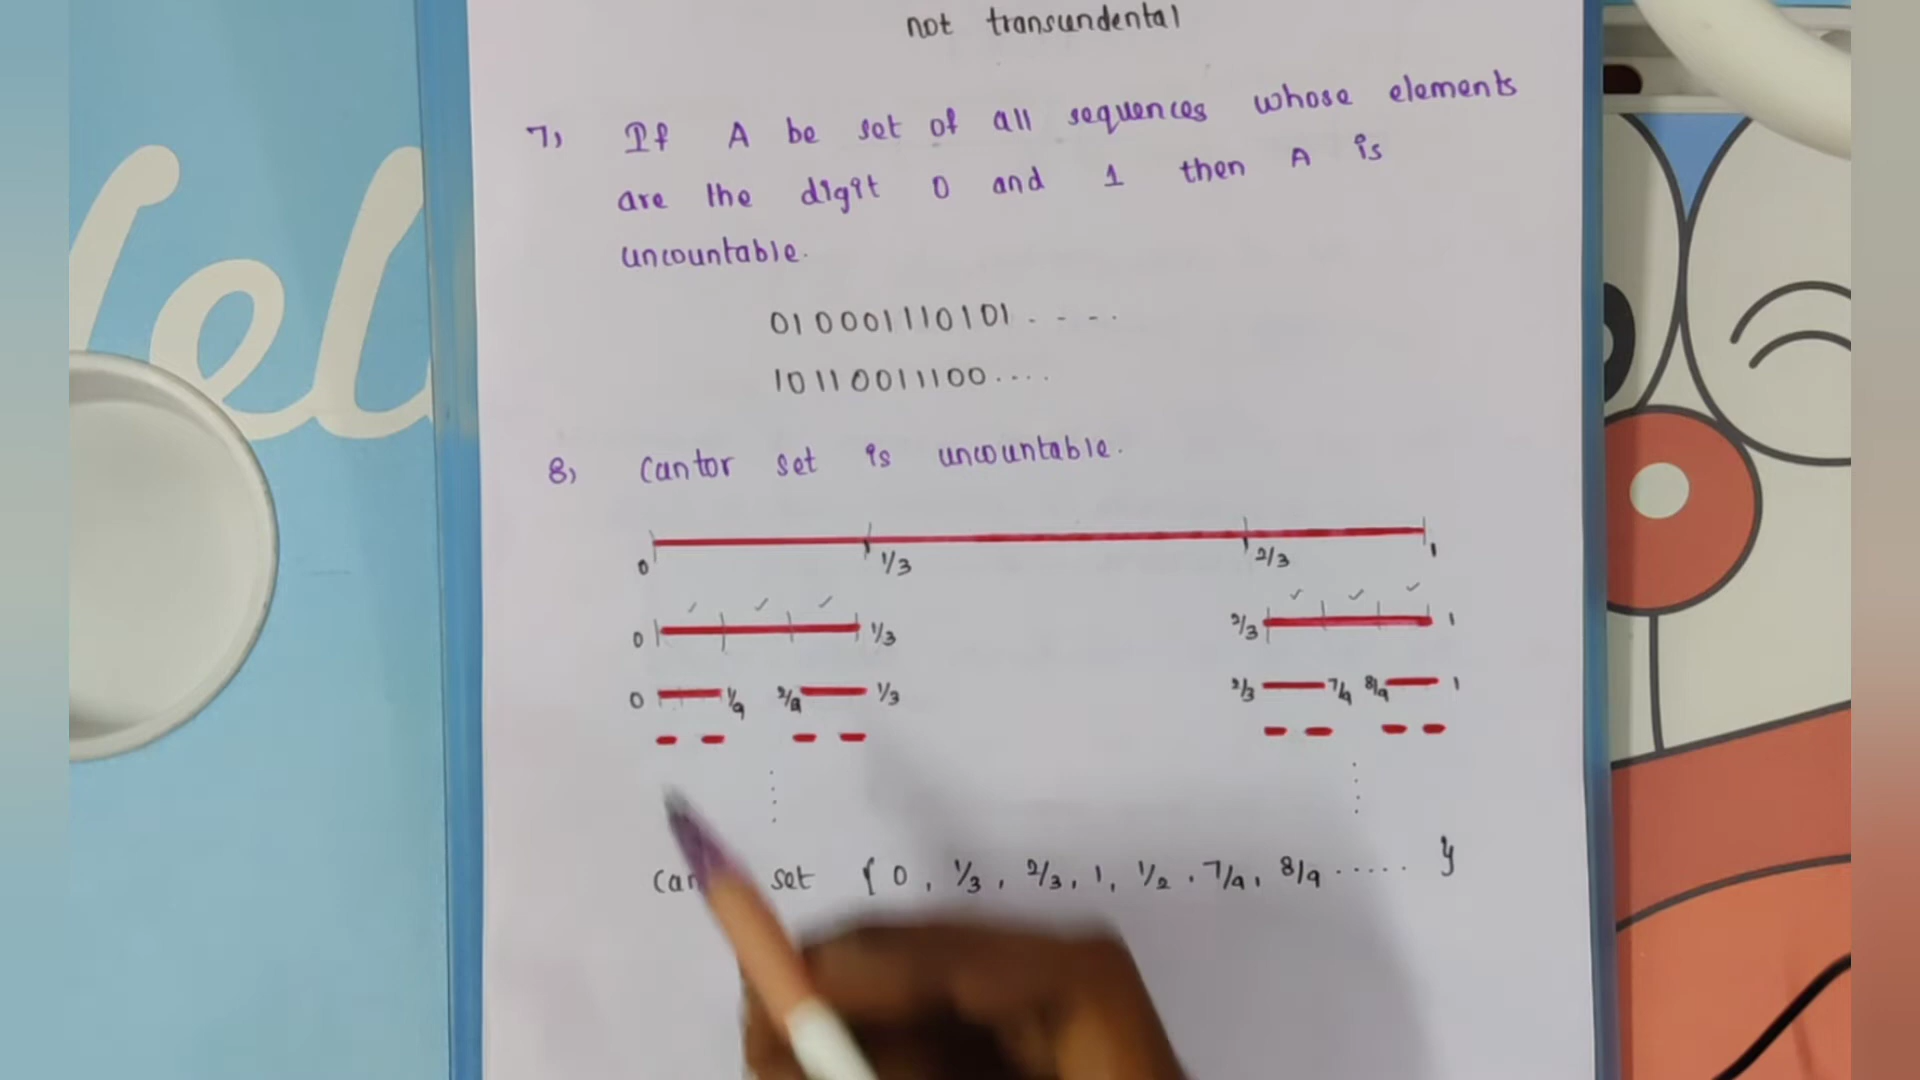 not transundental
7, If A be set of all sequences whose elements
are the digit 0 and 1 then A is
uncountable.
010001110101 - - - .
10110011100....
8, Cantor set is uncountable.
0 1/3 2/3 1
0 1/3 2/3 1
0 1/9 2/9 1/3 2/3 7/9 8/9 1
set { 0, 1/3, 2/3, 1, 1/2, 7/9, 8/9 ..... }